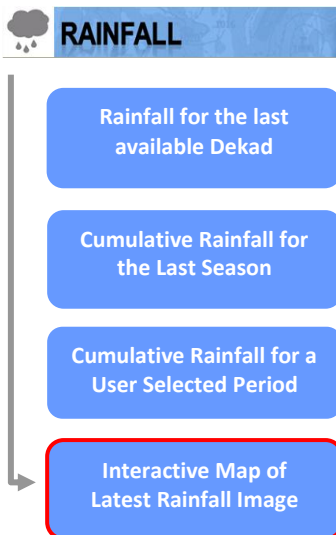 RAINFALL
Rainfall for the last
available Dekad
Cumulative Rainfall for
the Last Season
Cumulative Rainfall for a
User Selected Period
Interactive Map of
Latest Rainfall Image